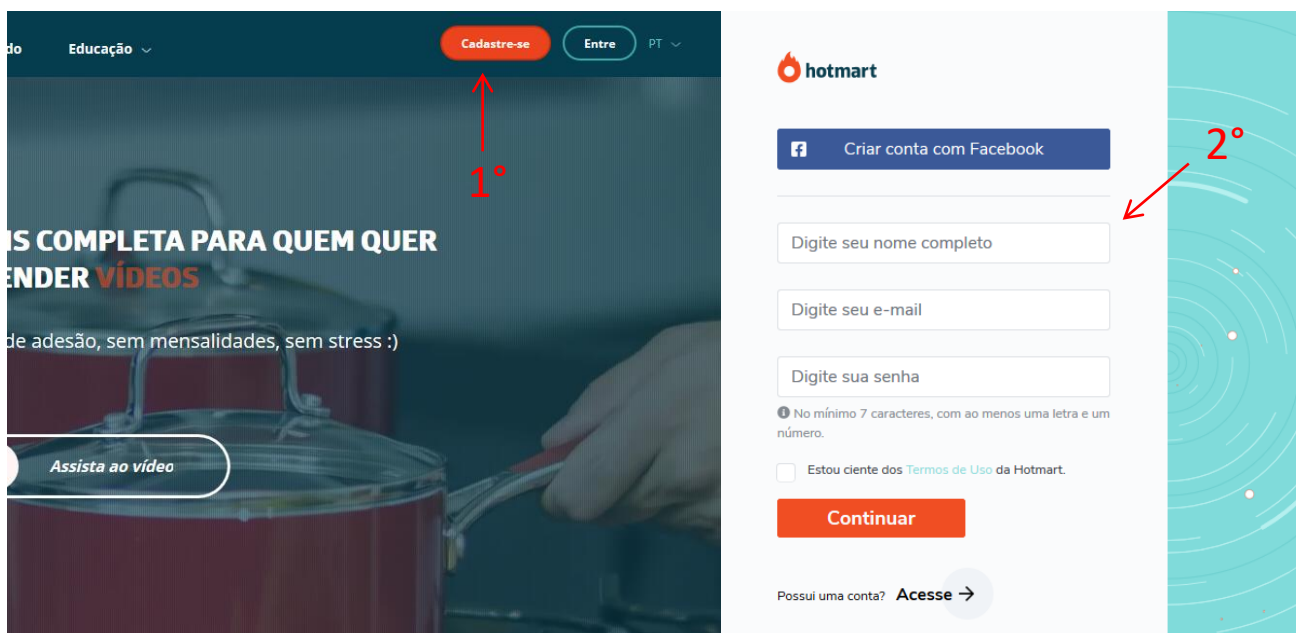 do Educação
Cadastre-se
Entre
PT
1°
IS COMPLETA PARA QUEM QUER
ENDER VÍDEOS
de adesão, sem mensalidades, sem stress :)
Assista ao vídeo
hotmart
Criar conta com Facebook
2°
Digite seu nome completo
Digite seu e-mail
Digite sua senha
No mínimo 7 caracteres, com ao menos uma letra e um
número.
Estou ciente dos Termos de Uso da Hotmart.
Continuar
Possui uma conta? Acesse →